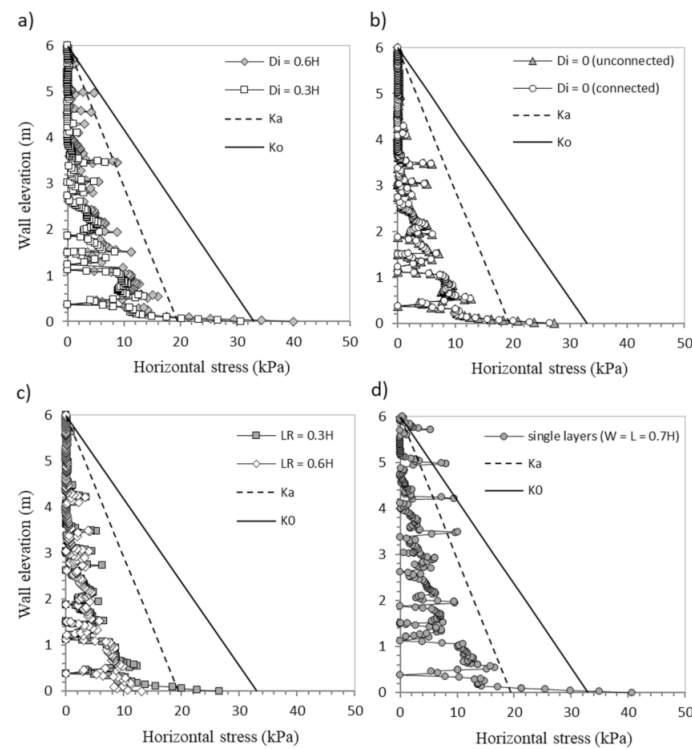 a)
Di = 0.6H
Di = 0.3H
Ka
Ko
Wall elevation (m)
6
5
4
3
2
1
0
0 10 20 30 40 50
Horizontal stress (kPa)
b)
Di = 0 (unconnected)
Di = 0 (connected)
Ka
Ko
6
5
4
3
2
1
0
0 10 20 30 40 50
Horizontal stress (kPa)
c)
LR = 0.3H
LR = 0.6H
Ka
K0
Wall elevation (m)
6
5
4
3
2
1
0
0 10 20 30 40 50
Horizontal stress (kPa)
d)
single layers (W = L = 0.7H)
Ka
K0
6
5
4
3
2
1
0
0 10 20 30 40 50
Horizontal stress (kPa)